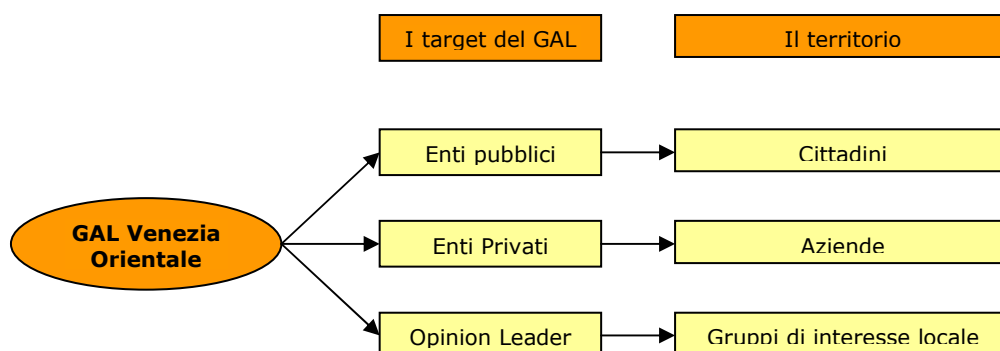 I target del GAL
Il territorio
Enti pubblici
Cittadini
GAL Venezia
Orientale
Enti Privati
Aziende
Opinion Leader
Gruppi di interesse locale